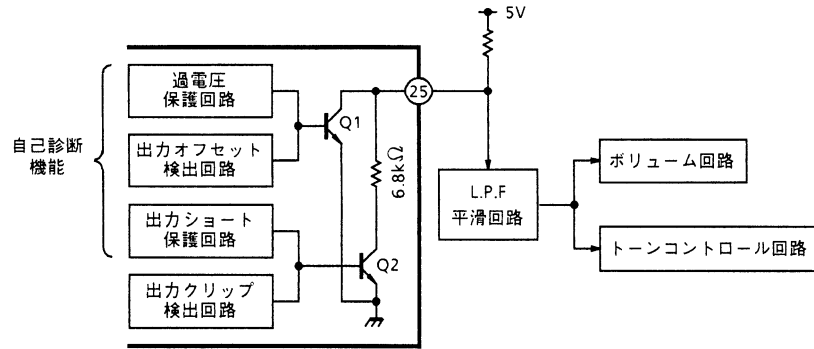 5V
過電圧
保護回路
25
Q1
自己診断
機能
出力オフセット
検出回路
6.8kΩ
ボリューム回路
L.P.F
平滑回路
出力ショート
保護回路
Q2
トーンコントロール回路
出力クリップ
検出回路